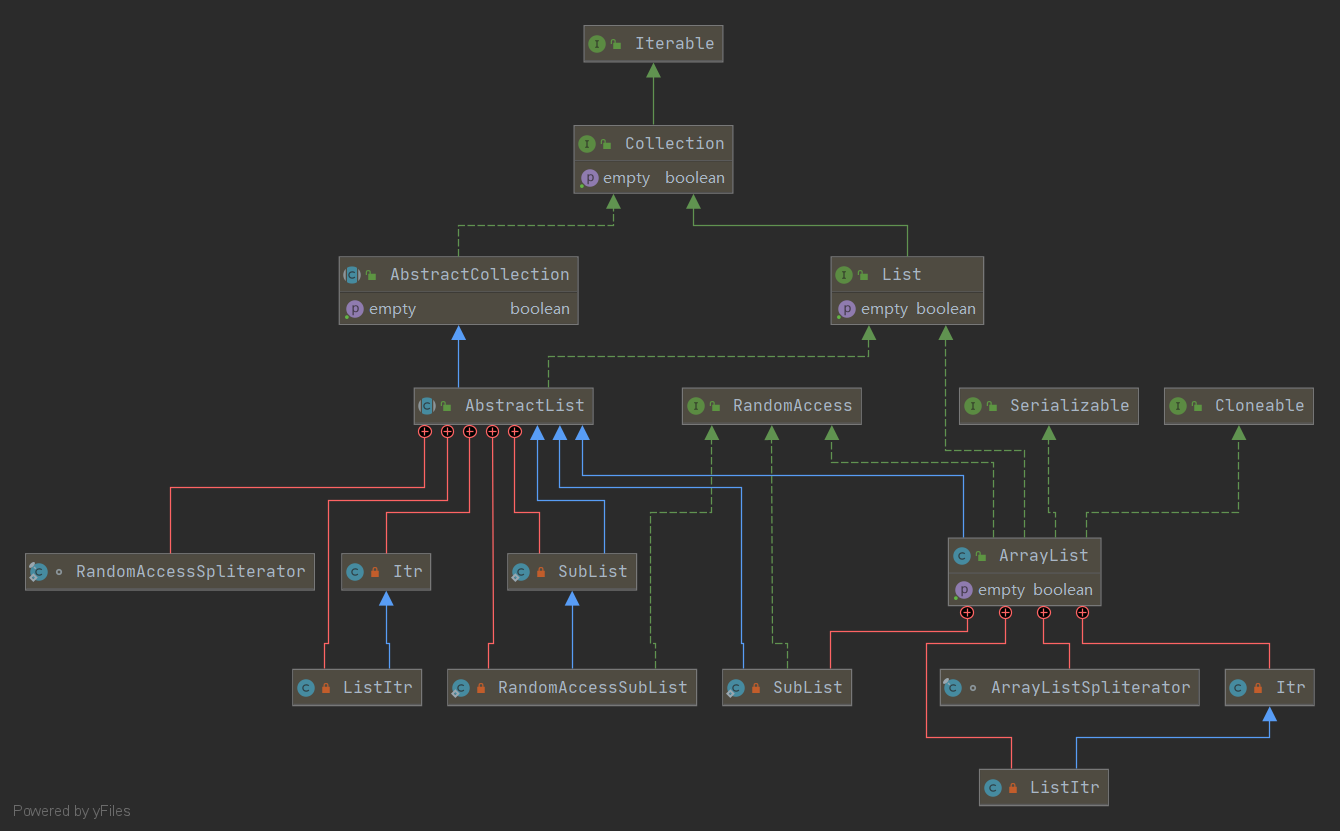 Iterable
Collection
empty boolean
AbstractCollection
empty boolean
List
empty boolean
AbstractList
RandomAccess
Serializable
Cloneable
RandomAccessSpliterator
Itr
SubList
ArrayList
empty boolean
ListItr
RandomAccessSubList
SubList
ArrayListSpliterator
Itr
ListItr
Powered by yFiles